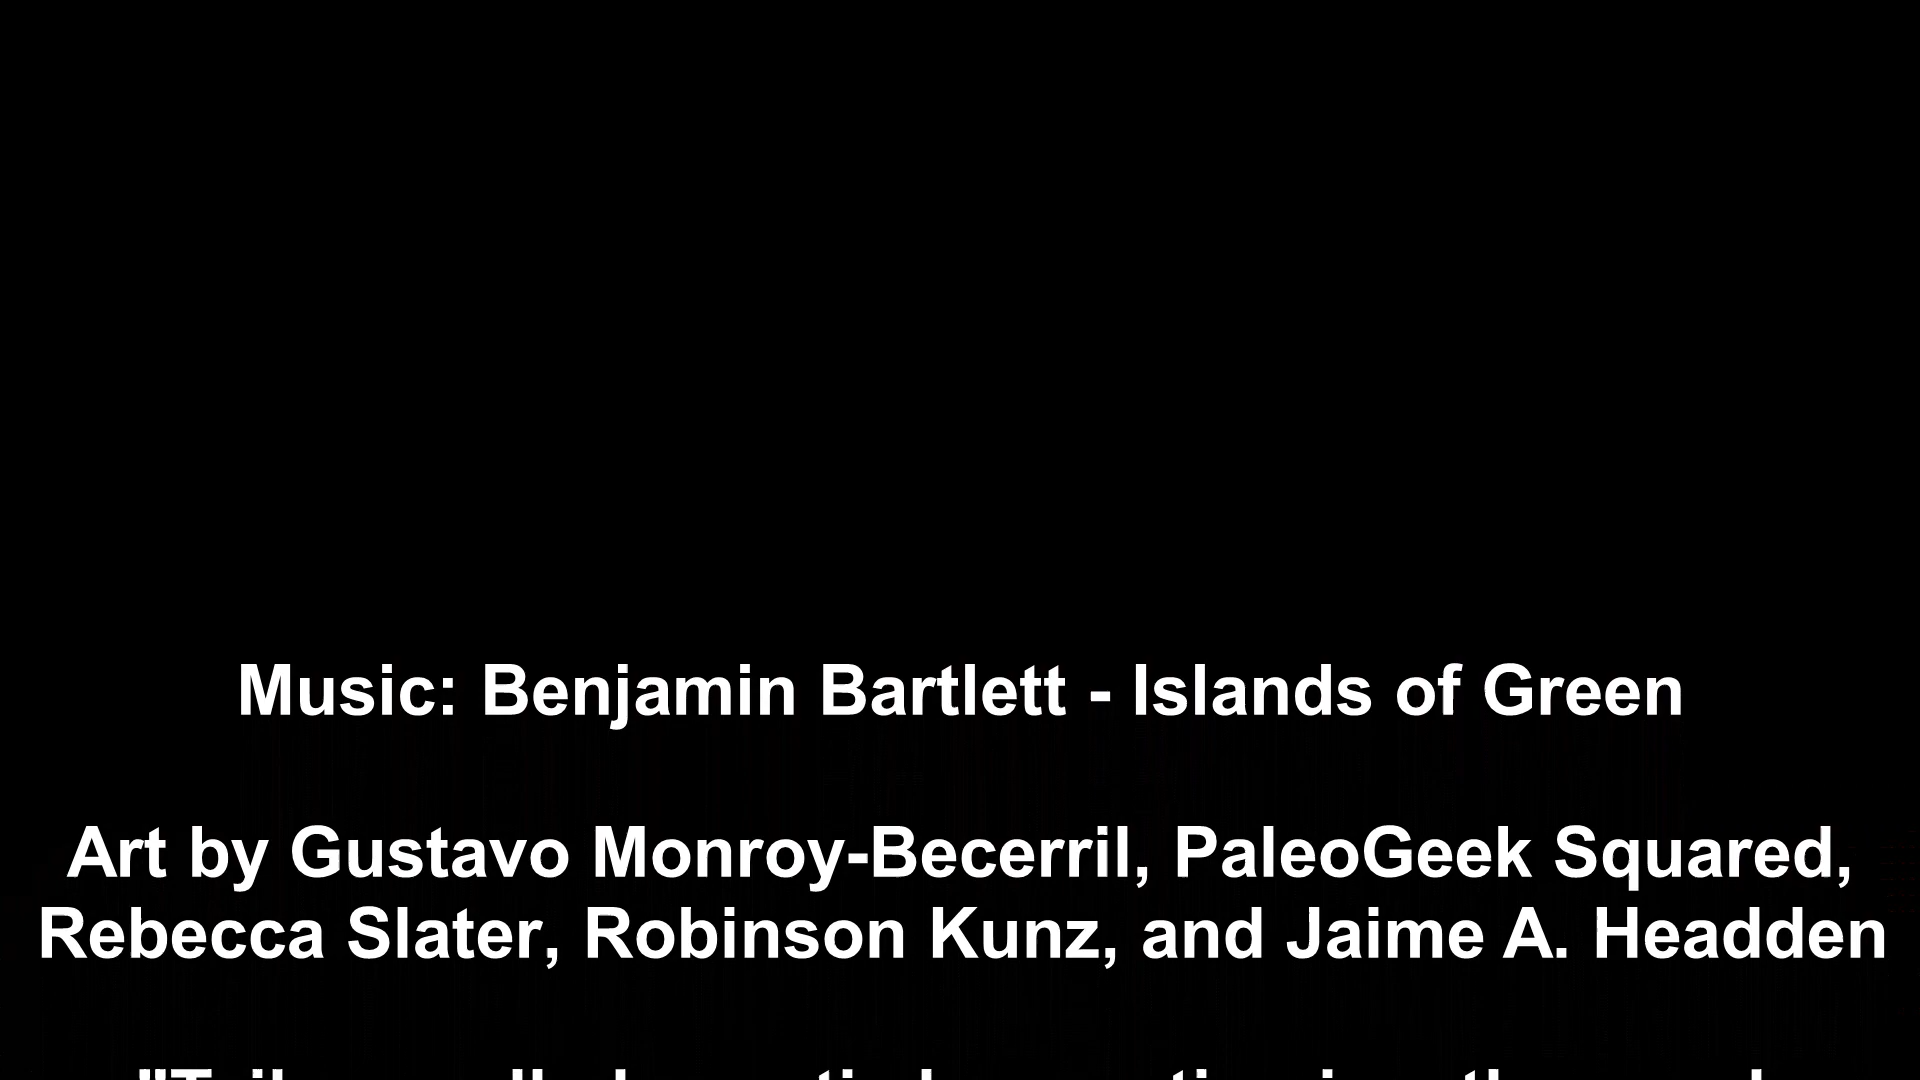 Music: Benjamin Bartlett - Islands of Green
Art by Gustavo Monroy-Becerril, PaleoGeek Squared,
Rebecca Slater, Robinson Kunz, and Jaime A. Headden